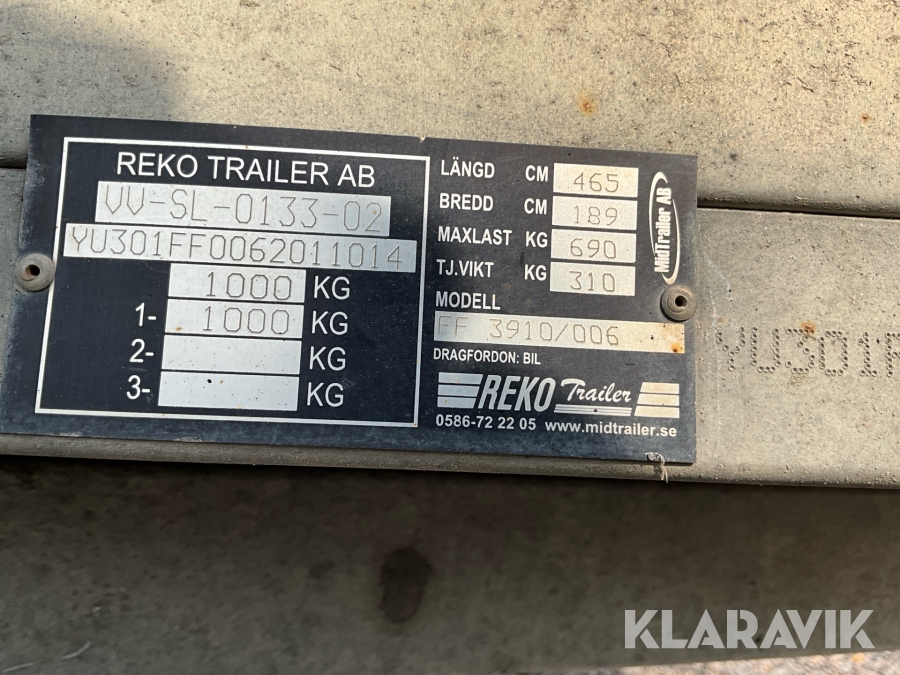 REKO TRAILER AB
VV-SL-0133-02
YU301FF0062011014
1000 KG
1- 1000 KG
2- KG
3- KG
LÄNGD CM 465
BREDD CM 189
MAXLAST KG 690
TJ.VIKT KG 310
MODELL
FF 3910/006
DRAGFORDON: BIL
REKO Trailer
0586-72 22 05 www.midtrailer.se
MidTrailer AB
YU301F
KLARAVIK